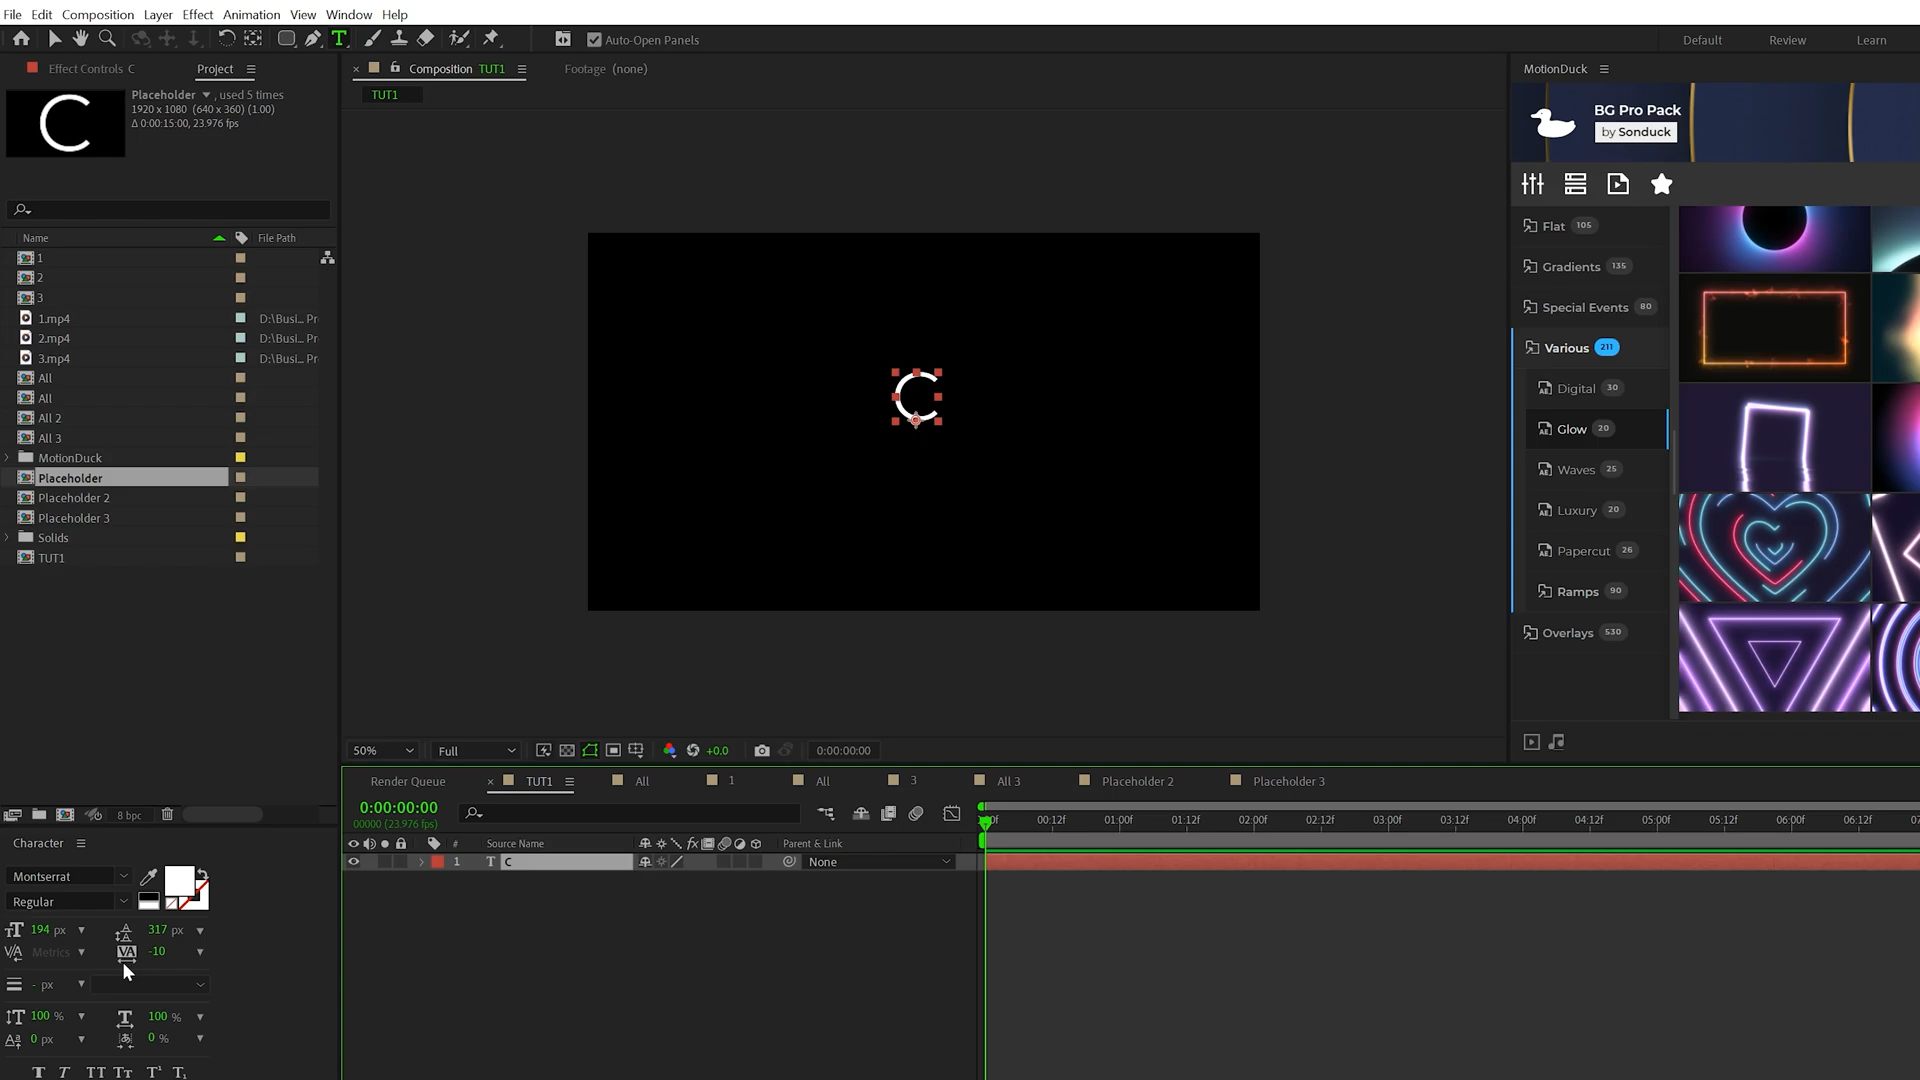 File Edit Composition Layer Effect Animation View Window Help
Auto-Open Panels
Default Review Learn
Effect Controls C Project
Composition TUT1 Footage (none)
TUT1
MotionDuck
Placeholder , used 5 times
1920 x 1080 (640 x 360) (1.00)
Δ 0:00:15:00, 23.976 fps
C
BG Pro Pack
by Sonduck
Name File Path
1
2
3
1.mp4 D:\Busi... Pr
2.mp4 D:\Busi... Pr
3.mp4 D:\Busi... Pr
All
All
All 2
All 3
MotionDuck
Placeholder
Placeholder 2
Placeholder 3
Solids
TUT1
C
Flat 105
Gradients 135
Special Events 80
Various 211
Digital 30
Glow 20
Waves 25
Luxury 20
Papercut 26
Ramps 90
Overlays 530
50% Full +0.0 0:00:00:00
8 bpc
Render Queue TUT1 All 1 All 3 All 3 Placeholder 2 Placeholder 3
0:00:00:00
00000 (23.976 fps)
00:12f 01:00f 01:12f 02:00f 02:12f 03:00f 03:12f 04:00f 04:12f 05:00f 05:12f 06:00f 06:12f
# Source Name Parent & Link
1 T C None
Character
Montserrat
Regular
194 px 317 px
Metrics -10
- px
100 % 100 %
0 px 0 %
T T TT Tт T¹ T₁